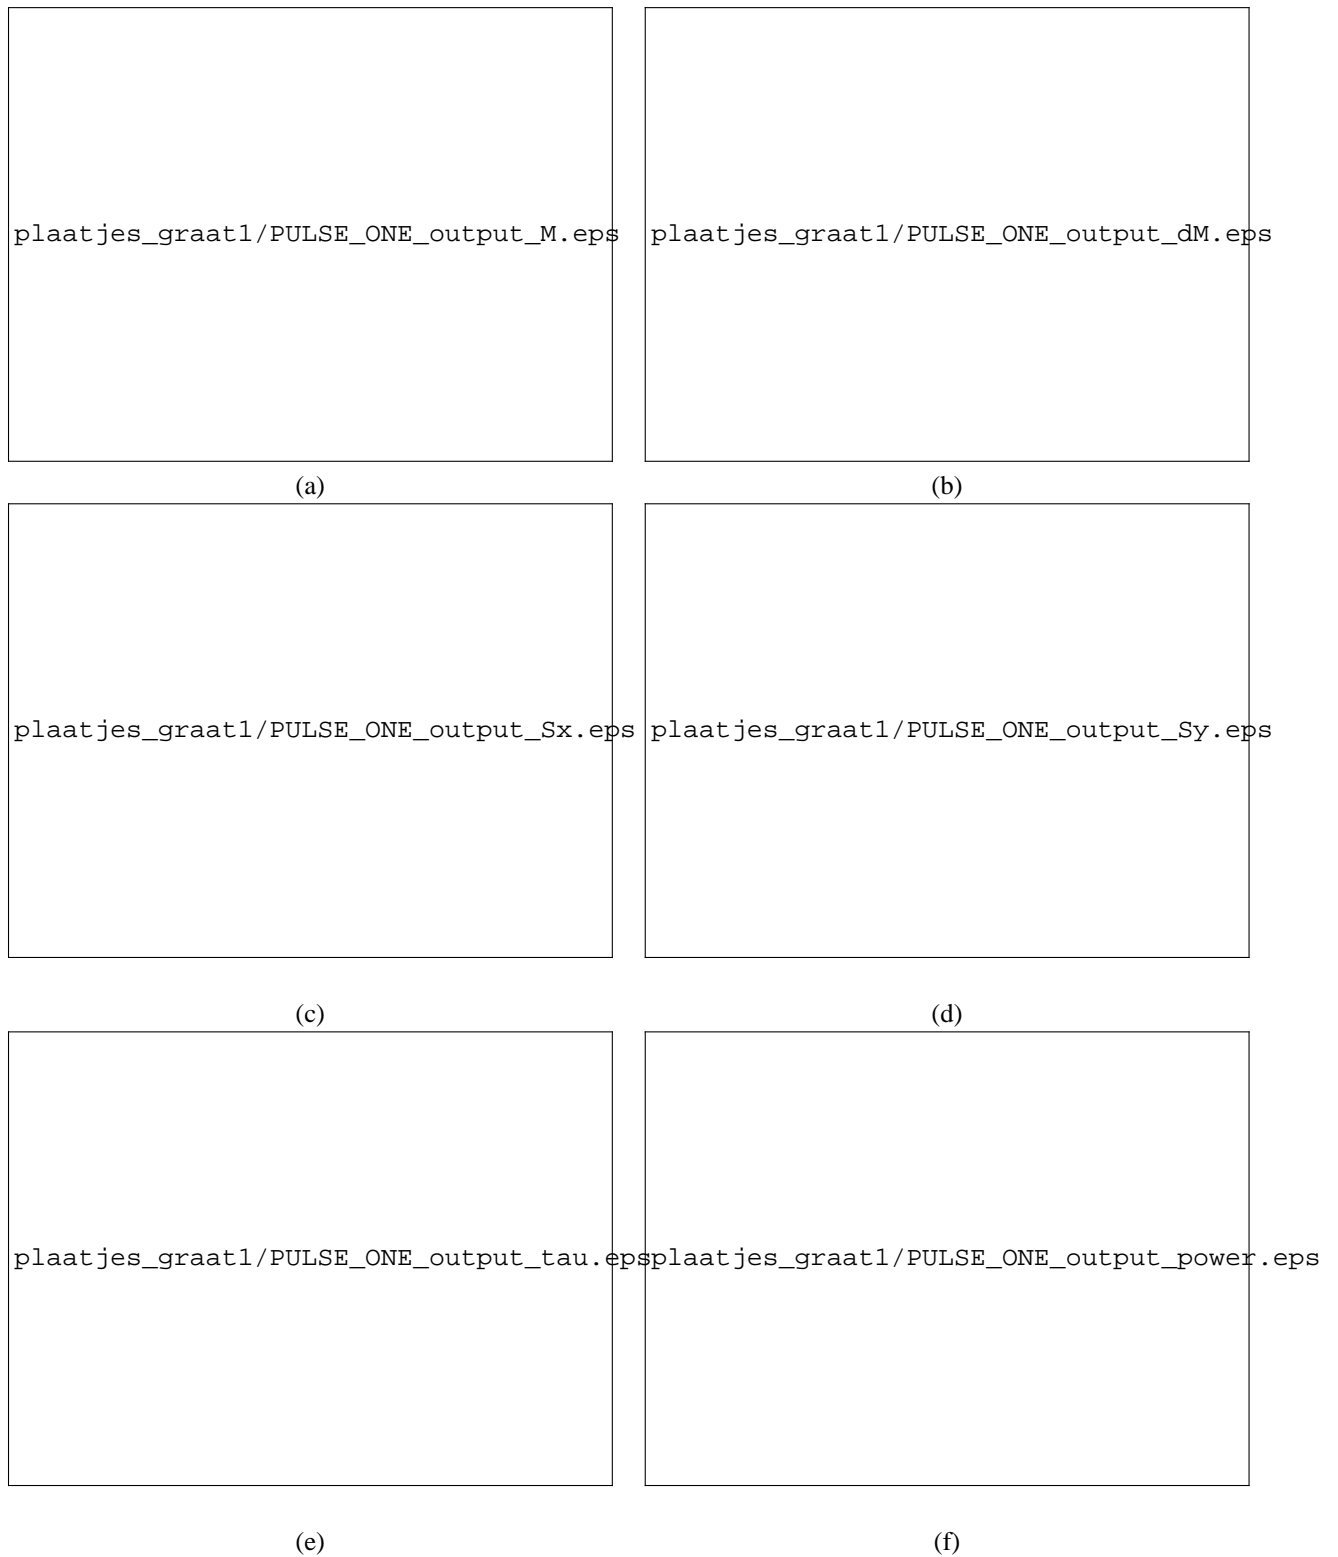 plaatjes_graat1/PULSE_ONE_output_M.eps
plaatjes_graat1/PULSE_ONE_output_dM.eps
(a)
(b)
plaatjes_graat1/PULSE_ONE_output_Sx.eps
plaatjes_graat1/PULSE_ONE_output_Sy.eps
(c)
(d)
plaatjes_graat1/PULSE_ONE_output_tau.eps
plaatjes_graat1/PULSE_ONE_output_power.eps
(e)
(f)